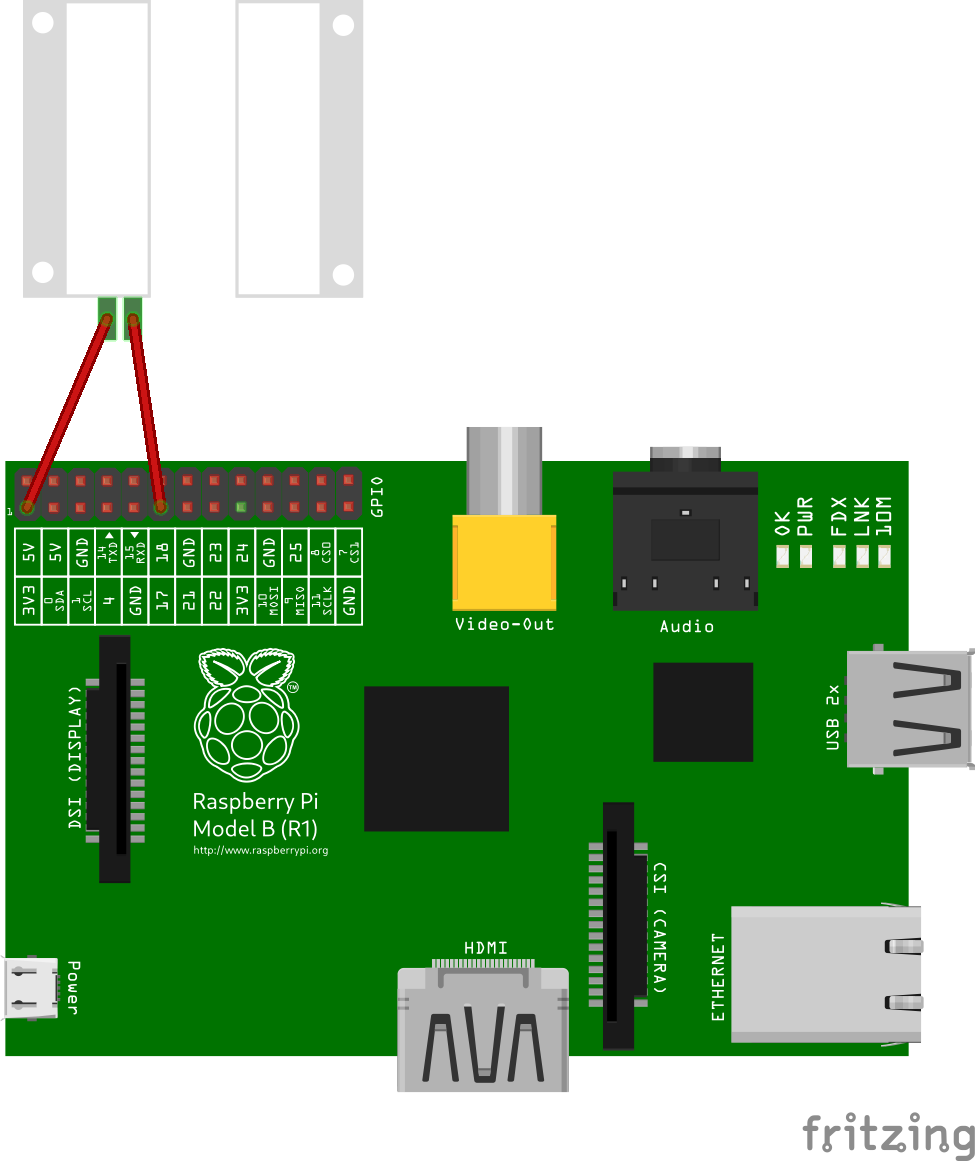 1
GPIO
5V 5V GND 14 TXD 15 RXD 18 GND 23 24 GND 25 8 CS0 7 CS1
3V3 0 SDA 1 SCL 4 GND 17 21 22 3V3 10 MOSI 9 MISO 11 SCLK GND
Video-Out
Audio
OK PWR FDX LNK 10M
USB 2x
DSI (DISPLAY)
TM
Raspberry Pi
Model B (R1)
http://www.raspberrypi.org
CSI (CAMERA)
HDMI
ETHERNET
Power
fritzing